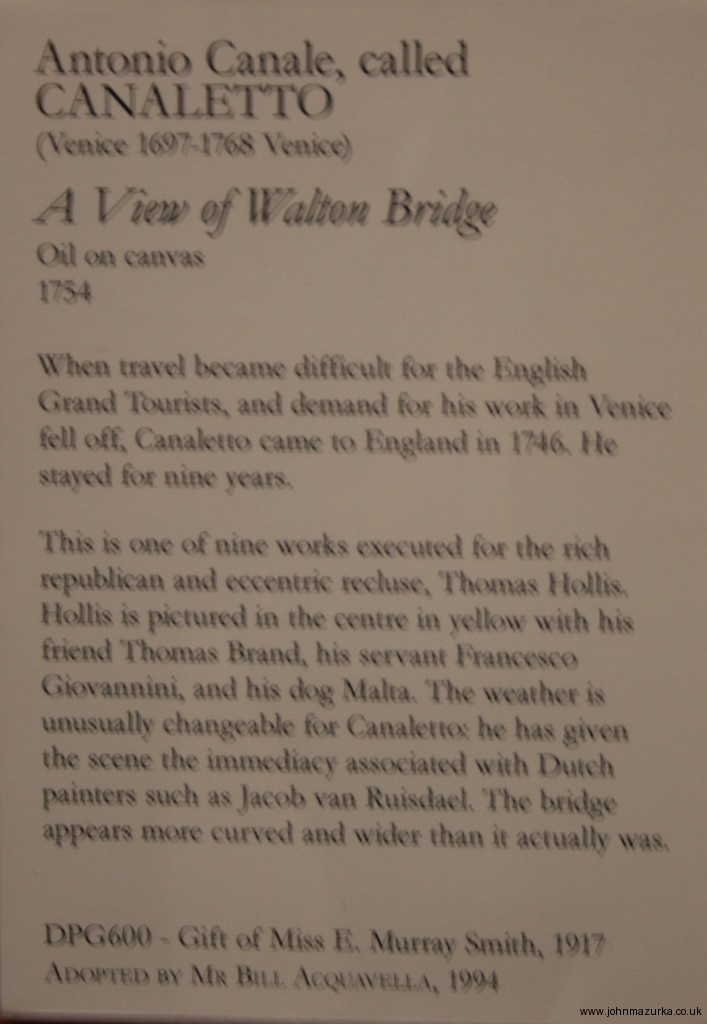 Antonio Canale, called
CANALETTO
(Venice 1697-1768 Venice)
A View of Walton Bridge
Oil on canvas
1754
When travel became difficult for the English
Grand Tourists, and demand for his work in Venice
fell off, Canaletto came to England in 1746. He
stayed for nine years.
This is one of nine works executed for the rich
republican and eccentric recluse, Thomas Hollis.
Hollis is pictured in the centre in yellow with his
friend Thomas Brand, his servant Francesco
Giovannini, and his dog Malta. The weather is
unusually changeable for Canaletto: he has given
the scene the immediacy associated with Dutch
painters such as Jacob van Ruisdael. The bridge
appears more curved and wider than it actually was.
DPG600 - Gift of Miss E. Murray Smith, 1917
ADOPTED BY MR BILL ACQUAVELLA, 1994
www.johnmazurka.co.uk